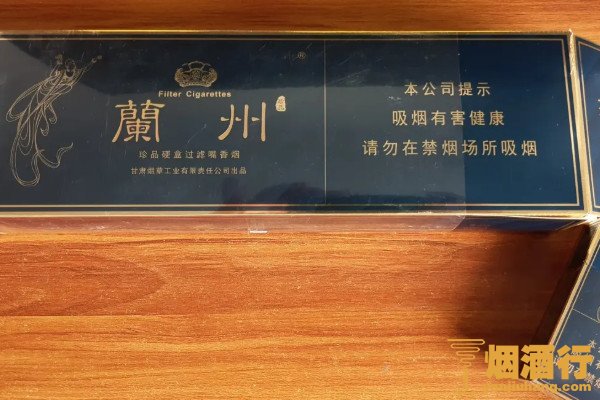 ®
Filter Cigarettes
蘭州
珍品硬盒过滤嘴香烟
甘肃烟草工业有限责任公司出品
本公司提示
吸烟有害健康
请勿在禁烟场所吸烟
烟酒行